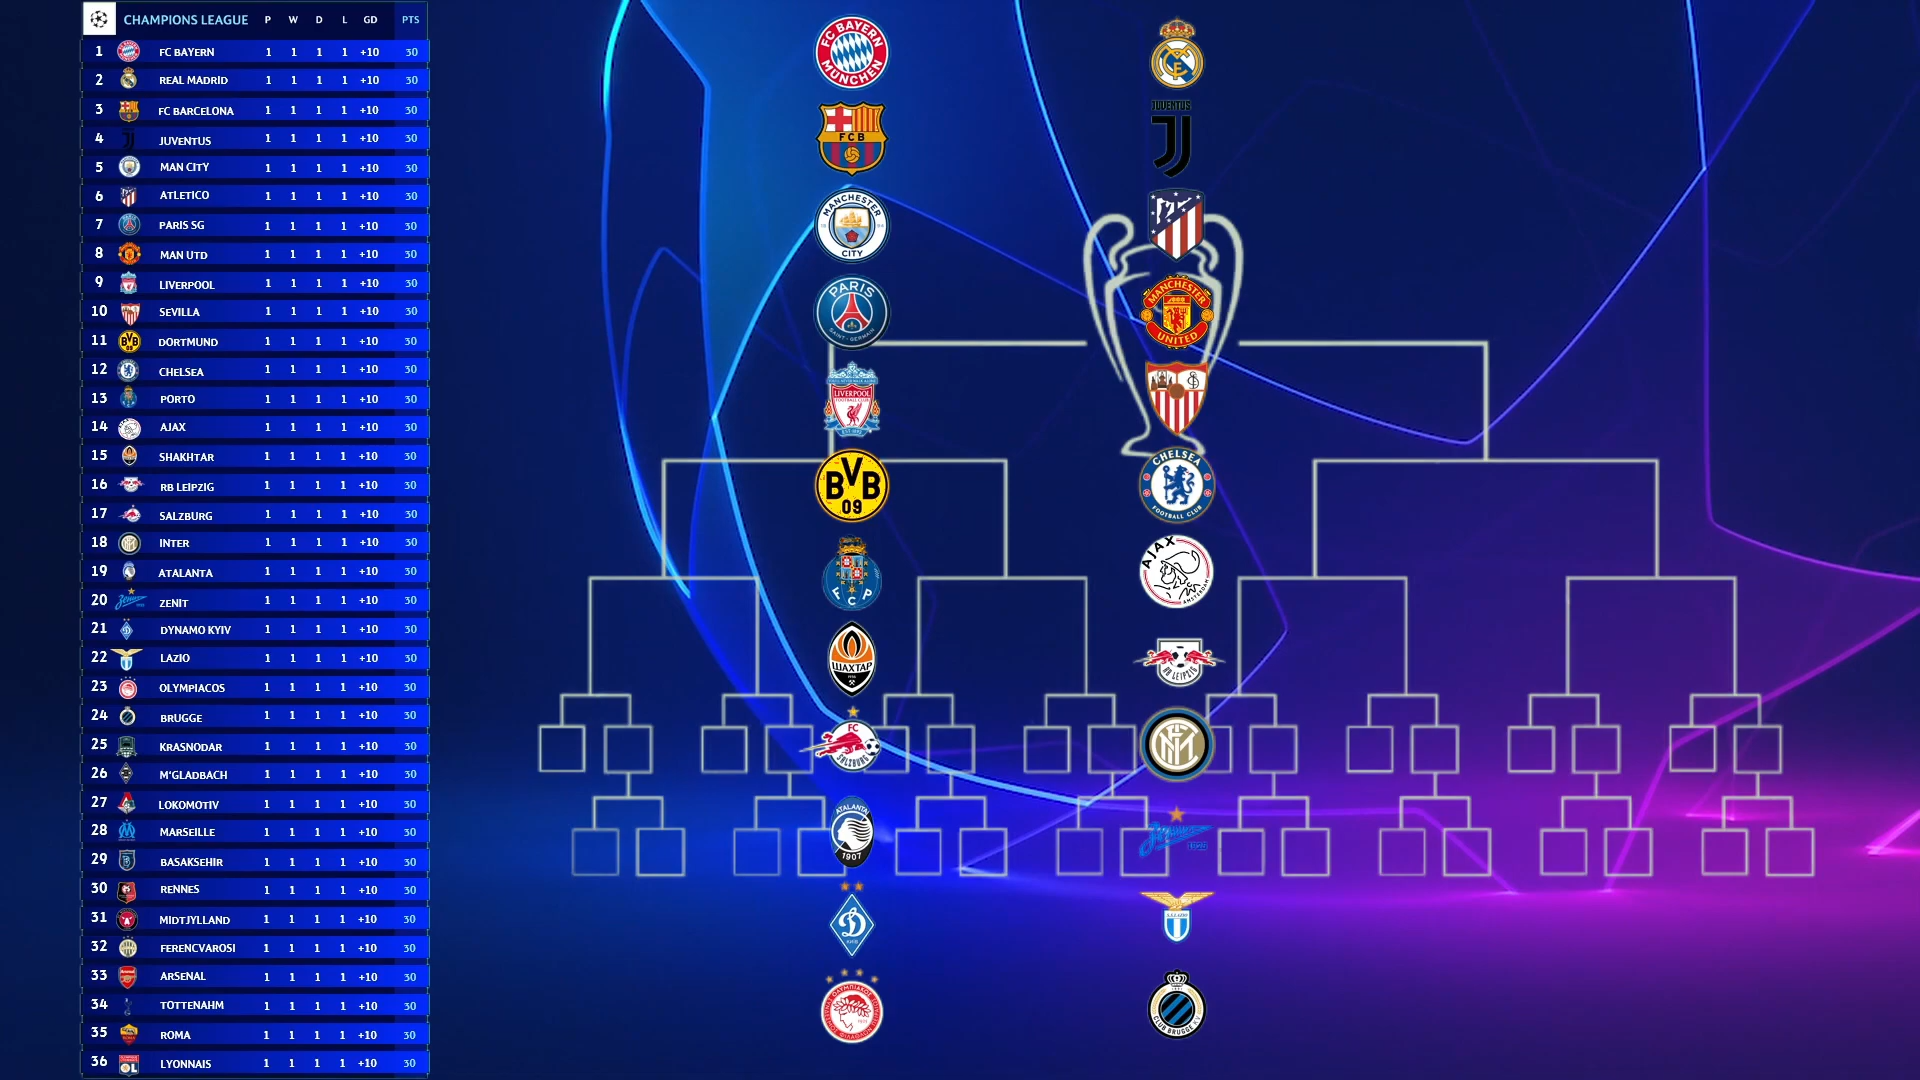 CHAMPIONS LEAGUE P W D L GD PTS
1 FC BAYERN 1 1 1 1 +10 30
2 REAL MADRID 1 1 1 1 +10 30
3 FC BARCELONA 1 1 1 1 +10 30
4 JUVENTUS 1 1 1 1 +10 30
5 MAN CITY 1 1 1 1 +10 30
6 ATLETICO 1 1 1 1 +10 30
7 PARIS SG 1 1 1 1 +10 30
8 MAN UTD 1 1 1 1 +10 30
9 LIVERPOOL 1 1 1 1 +10 30
10 SEVILLA 1 1 1 1 +10 30
11 DORTMUND 1 1 1 1 +10 30
12 CHELSEA 1 1 1 1 +10 30
13 PORTO 1 1 1 1 +10 30
14 AJAX 1 1 1 1 +10 30
15 SHAKHTAR 1 1 1 1 +10 30
16 RB LEIPZIG 1 1 1 1 +10 30
17 SALZBURG 1 1 1 1 +10 30
18 INTER 1 1 1 1 +10 30
19 ATALANTA 1 1 1 1 +10 30
20 ZENIT 1 1 1 1 +10 30
21 DYNAMO KYIV 1 1 1 1 +10 30
22 LAZIO 1 1 1 1 +10 30
23 OLYMPIACOS 1 1 1 1 +10 30
24 BRUGGE 1 1 1 1 +10 30
25 KRASNODAR 1 1 1 1 +10 30
26 M'GLADBACH 1 1 1 1 +10 30
27 LOKOMOTIV 1 1 1 1 +10 30
28 MARSEILLE 1 1 1 1 +10 30
29 BASAKSEHIR 1 1 1 1 +10 30
30 RENNES 1 1 1 1 +10 30
31 MIDTJYLLAND 1 1 1 1 +10 30
32 FERENCVAROSI 1 1 1 1 +10 30
33 ARSENAL 1 1 1 1 +10 30
34 TOTTENAHM 1 1 1 1 +10 30
35 ROMA 1 1 1 1 +10 30
36 LYONNAIS 1 1 1 1 +10 30
FC BAYERN MÜNCHEN
FCB
JUVENTUS
MANCHESTER CITY
PARIS SAINT-GERMAIN
MANCHESTER UNITED
LIVERPOOL FOOTBALL CLUB
BVB 09
CHELSEA FOOTBALL CLUB
FCP
AJAX AMSTERDAM
ШАХТАР
RB LEIPZIG
FC SALZBURG
ATALANTA 1907
CLUB BRUGGE K.V.